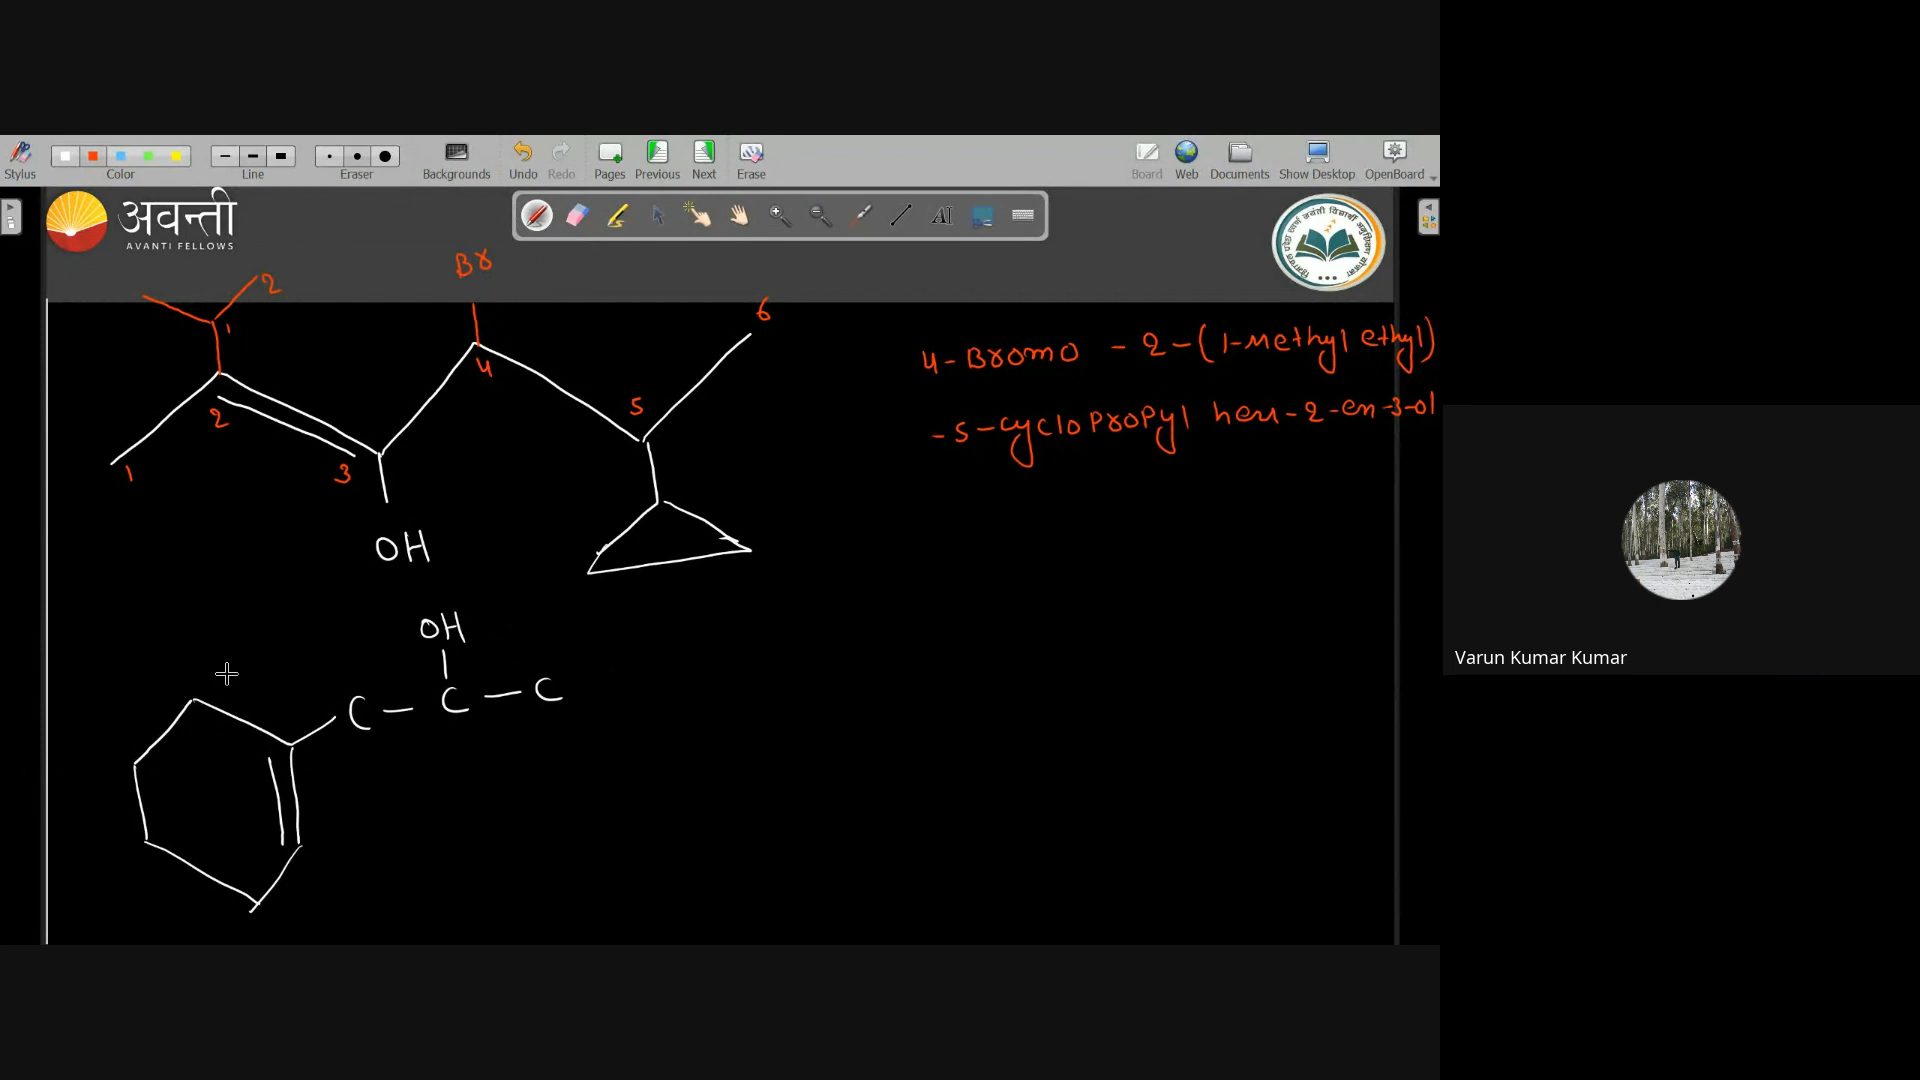 Stylus
Color
Line
Eraser
Backgrounds
Undo
Redo
Pages
Previous
Next
Erase
Board
Web
Documents
Show Desktop
OpenBoard
अवन्ती
AVANTI FELLOWS
Br
2
1
6
4
5
2
1
3
OH
4-Bromo - 2-(1-Methyl ethyl)
-5-cycloPropyl hex-2-en-3-ol
OH
C - C - C
Varun Kumar Kumar